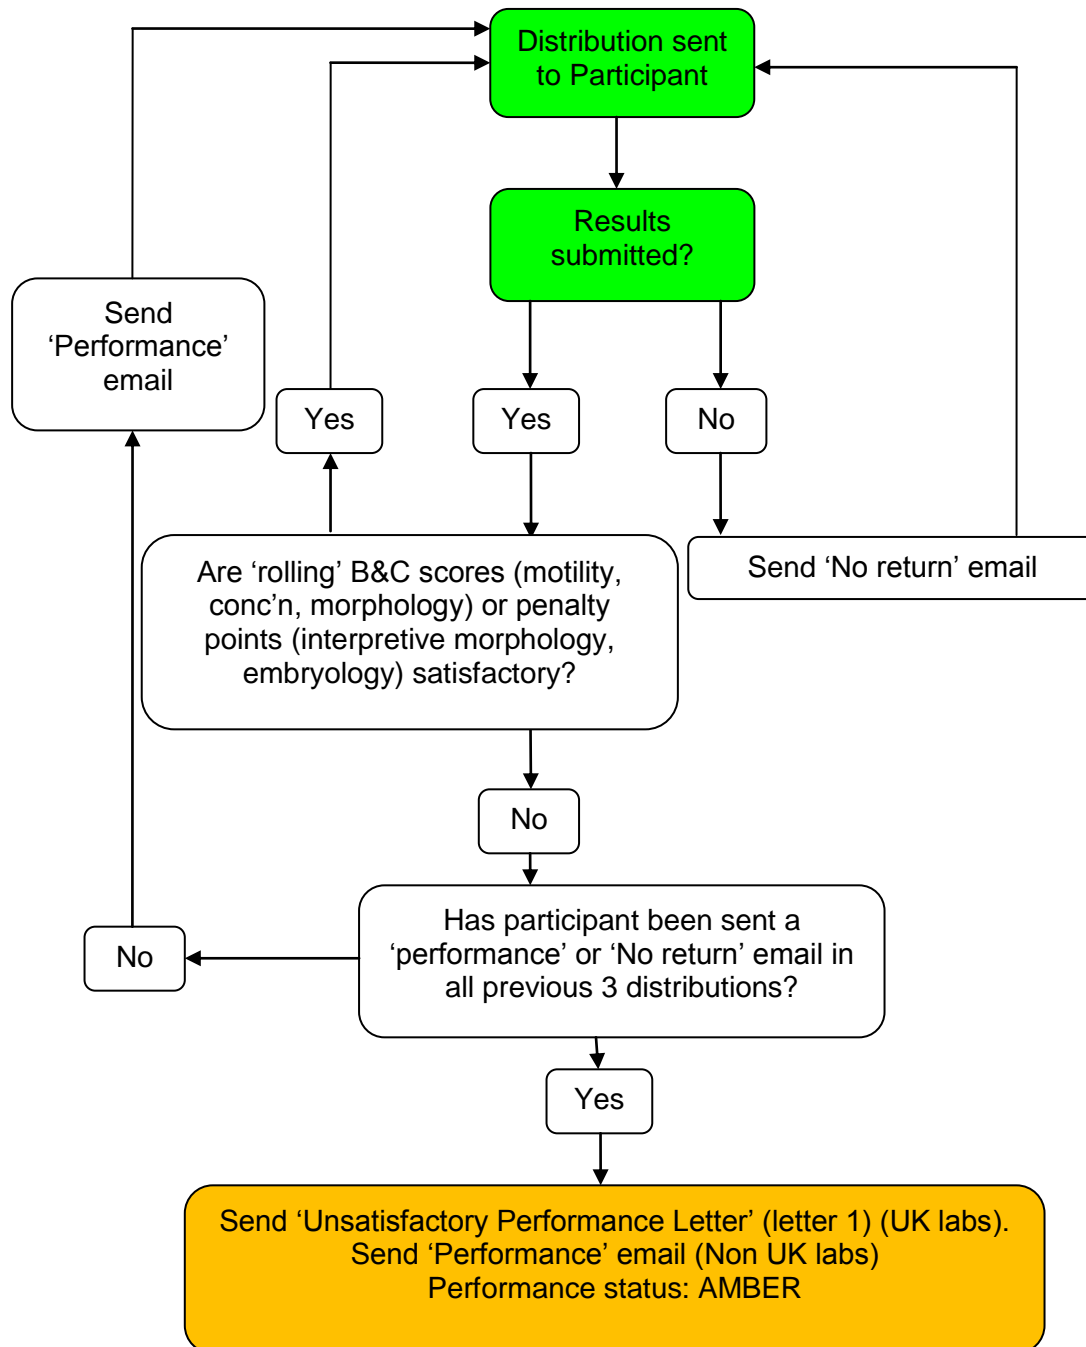 Distribution sent
to Participant
Results
submitted?
Send
‘Performance’
email
Yes
Yes
No
Are ‘rolling’ B&C scores (motility,
conc’n, morphology) or penalty
points (interpretive morphology,
embryology) satisfactory?
Send ‘No return’ email
No
Has participant been sent a
‘performance’ or ‘No return’ email in
all previous 3 distributions?
No
Yes
Send ‘Unsatisfactory Performance Letter’ (letter 1) (UK labs).
Send ‘Performance’ email (Non UK labs)
Performance status: AMBER